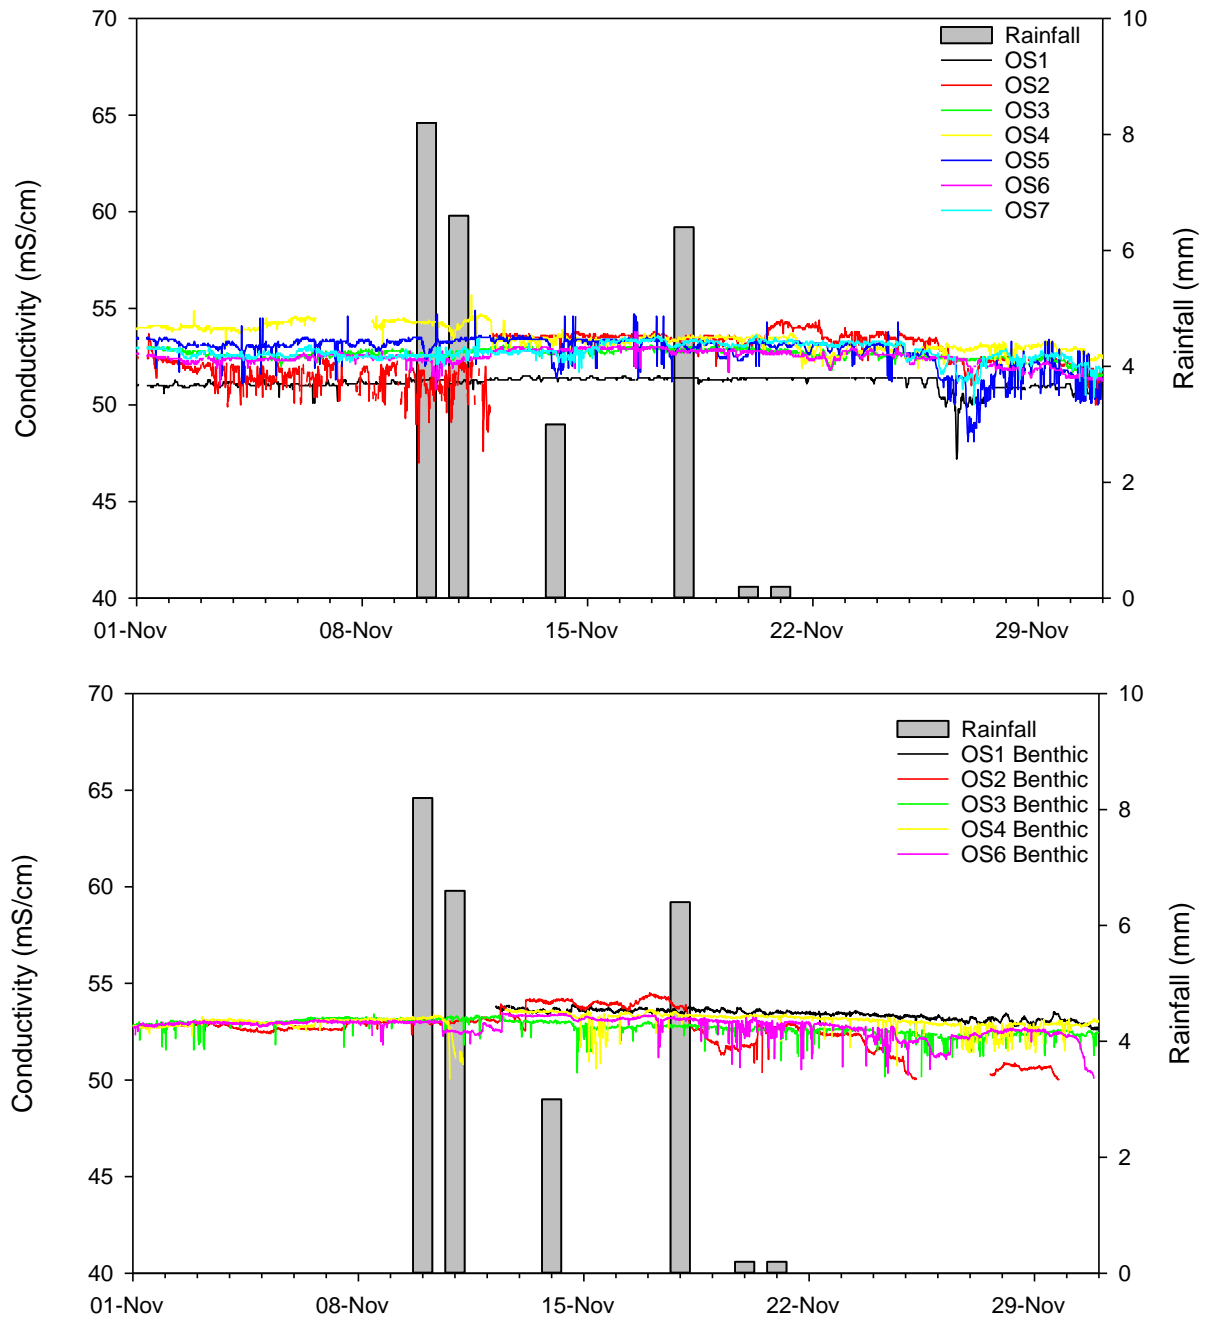 70
65
60
55
50
45
40
Conductivity (mS/cm)
10
8
6
4
2
0
Rainfall (mm)
Rainfall
OS1
OS2
OS3
OS4
OS5
OS6
OS7
01-Nov 08-Nov 15-Nov 22-Nov 29-Nov
70
65
60
55
50
45
40
Conductivity (mS/cm)
10
8
6
4
2
0
Rainfall (mm)
Rainfall
OS1 Benthic
OS2 Benthic
OS3 Benthic
OS4 Benthic
OS6 Benthic
01-Nov 08-Nov 15-Nov 22-Nov 29-Nov